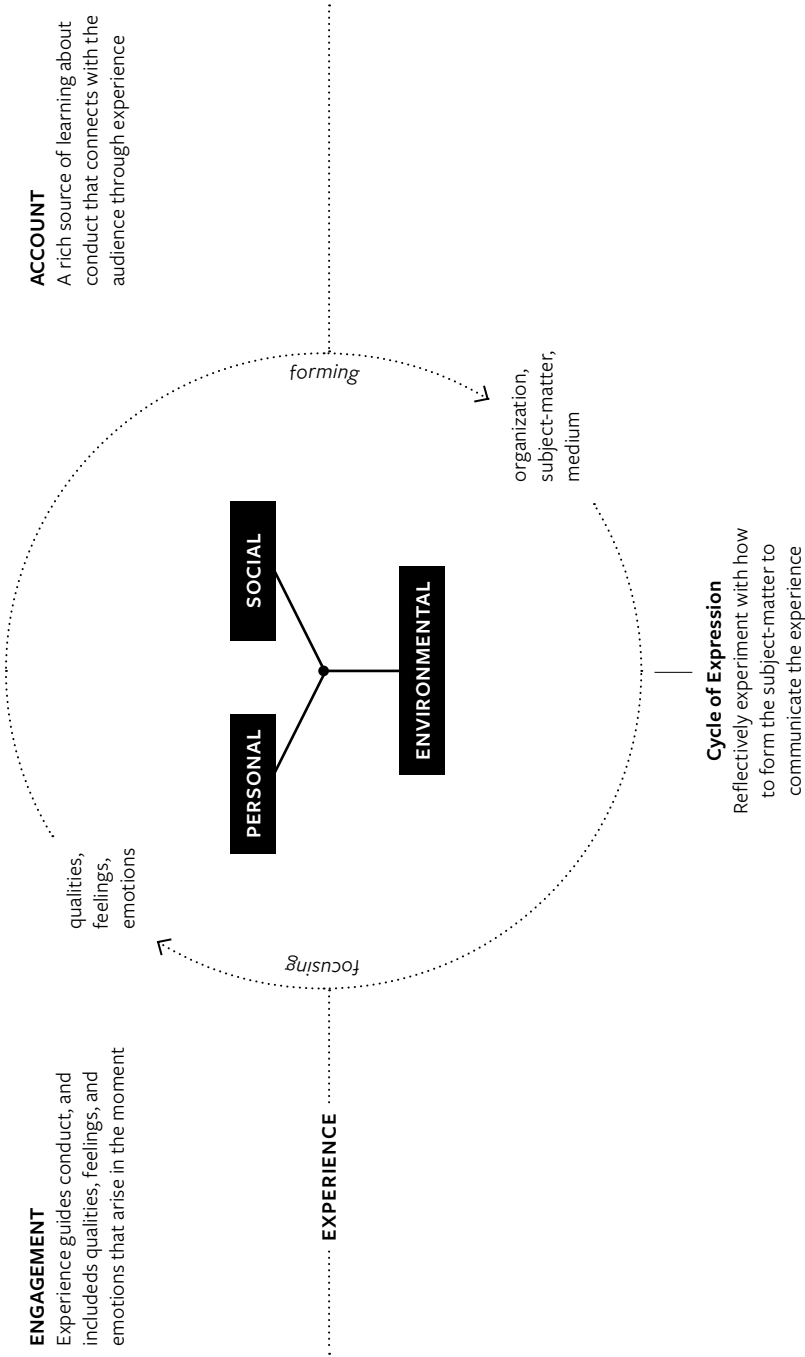 ENGAGEMENT
Experience guides conduct, and
includeds qualities, feelings, and
emotions that arise in the moment
ACCOUNT
A rich source of learning about
conduct that connects with the
audience through experience
qualities,
feelings,
emotions
EXPERIENCE
focusing
forming
PERSONAL
SOCIAL
ENVIRONMENTAL
organization,
subject-matter,
medium
Cycle of Expression
Reflectively experiment with how
to form the subject-matter to
communicate the experience